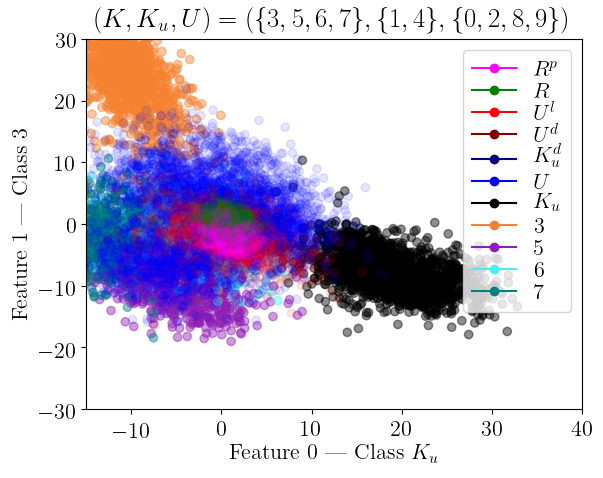 (K, K_u, U) = ({3, 5, 6, 7}, {1, 4}, {0, 2, 8, 9})
30
20
10
0
−10
−20
−30
−10
0
10
20
30
40
Feature 1 — Class 3
Feature 0 — Class K_u
R^p
R
U^l
U^d
K_u^d
U
K_u
3
5
6
7